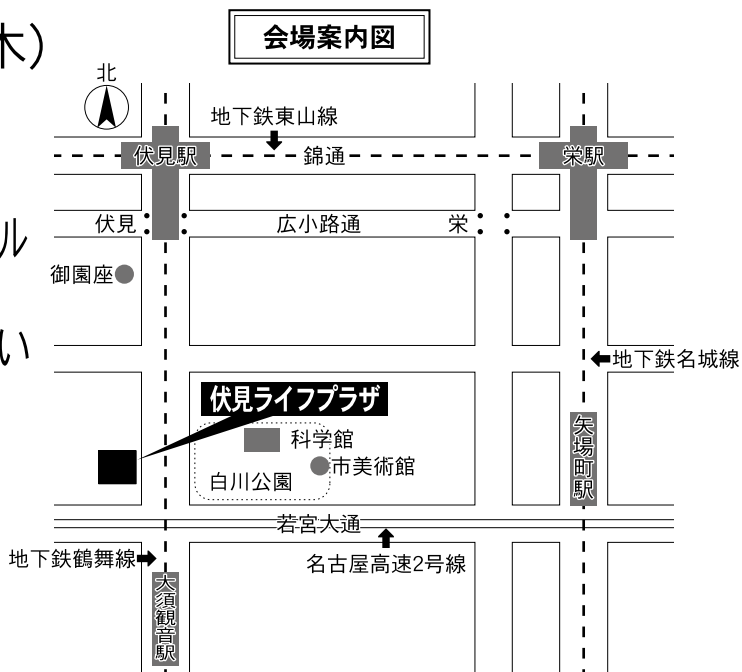 木）
会場案内図
北
地下鉄東山線
伏見駅
錦通
栄駅
ル
伏見
広小路通
栄
御園座
い
地下鉄名城線
伏見ライフプラザ
矢場町駅
科学館
市美術館
白川公園
若宮大通
地下鉄鶴舞線
名古屋高速2号線
大須観音駅